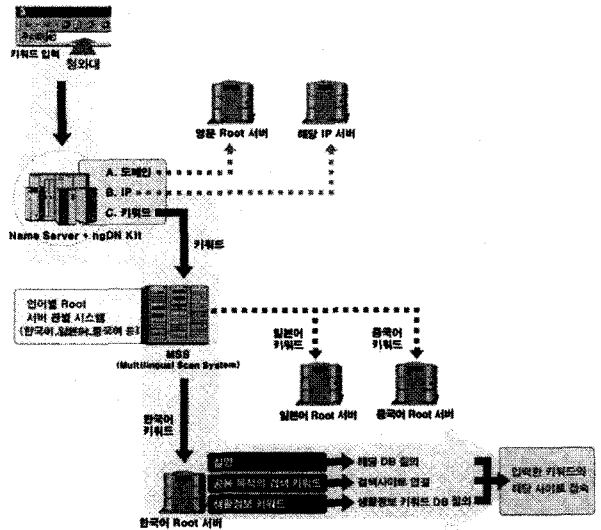 키워드 입력
청와대
영문 Root 서버
해당 IP 서버
A. 도메인
B. IP
C. 키워드
Name Server + ngDN Kit
키워드
언어별 Root
서버 판별 시스템
(한국어, 일본어, 중국어 등)
MSS
(Multilingual Scan System)
일본어
키워드
중국어
키워드
일본어 Root 서버
중국어 Root 서버
한국어
키워드
실명
해당 DB 질의
공통 목적의 검색 키워드
검색사이트 연결
생활정보 키워드
생활정보 키워드 DB 질의
입력한 키워드의
해당 사이트 접속
한국어 Root 서버